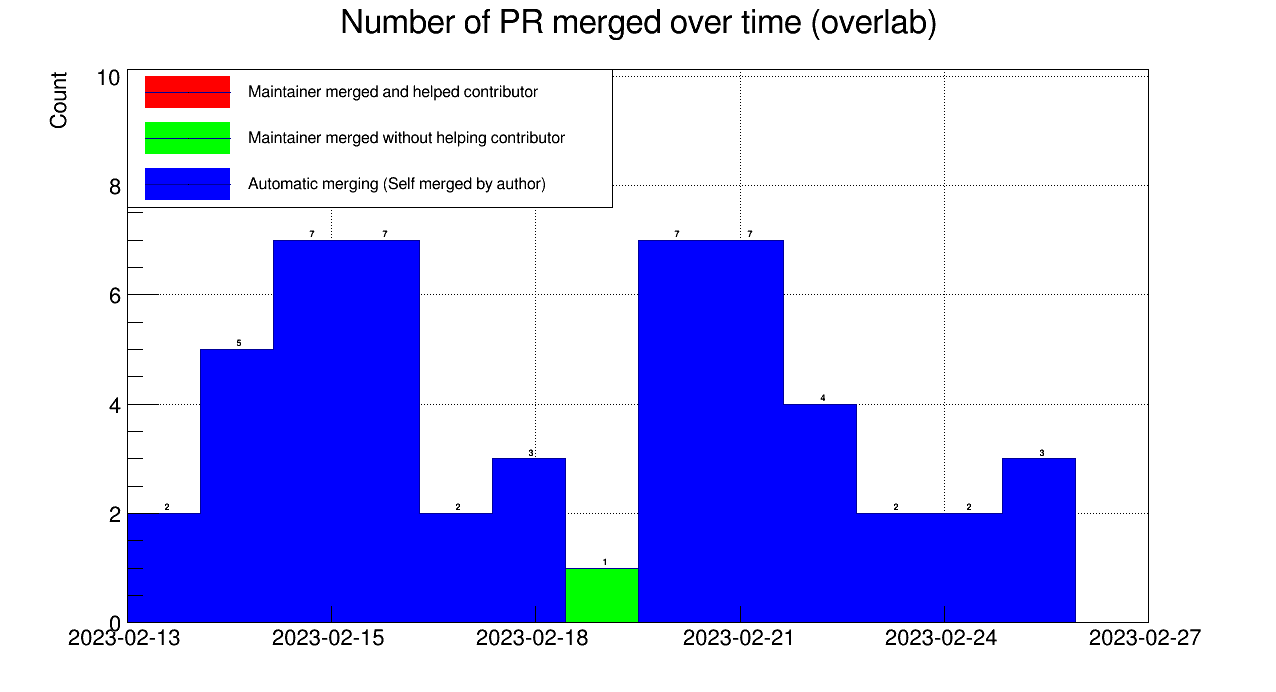 Number of PR merged over time (overlab)
Count
10
8
6
4
2
0
Maintainer merged and helped contributor
Maintainer merged without helping contributor
Automatic merging (Self merged by author)
2 5 7 7 2 3 1 7 7 4 2 2 3
2023-02-13 2023-02-15 2023-02-18 2023-02-21 2023-02-24 2023-02-27